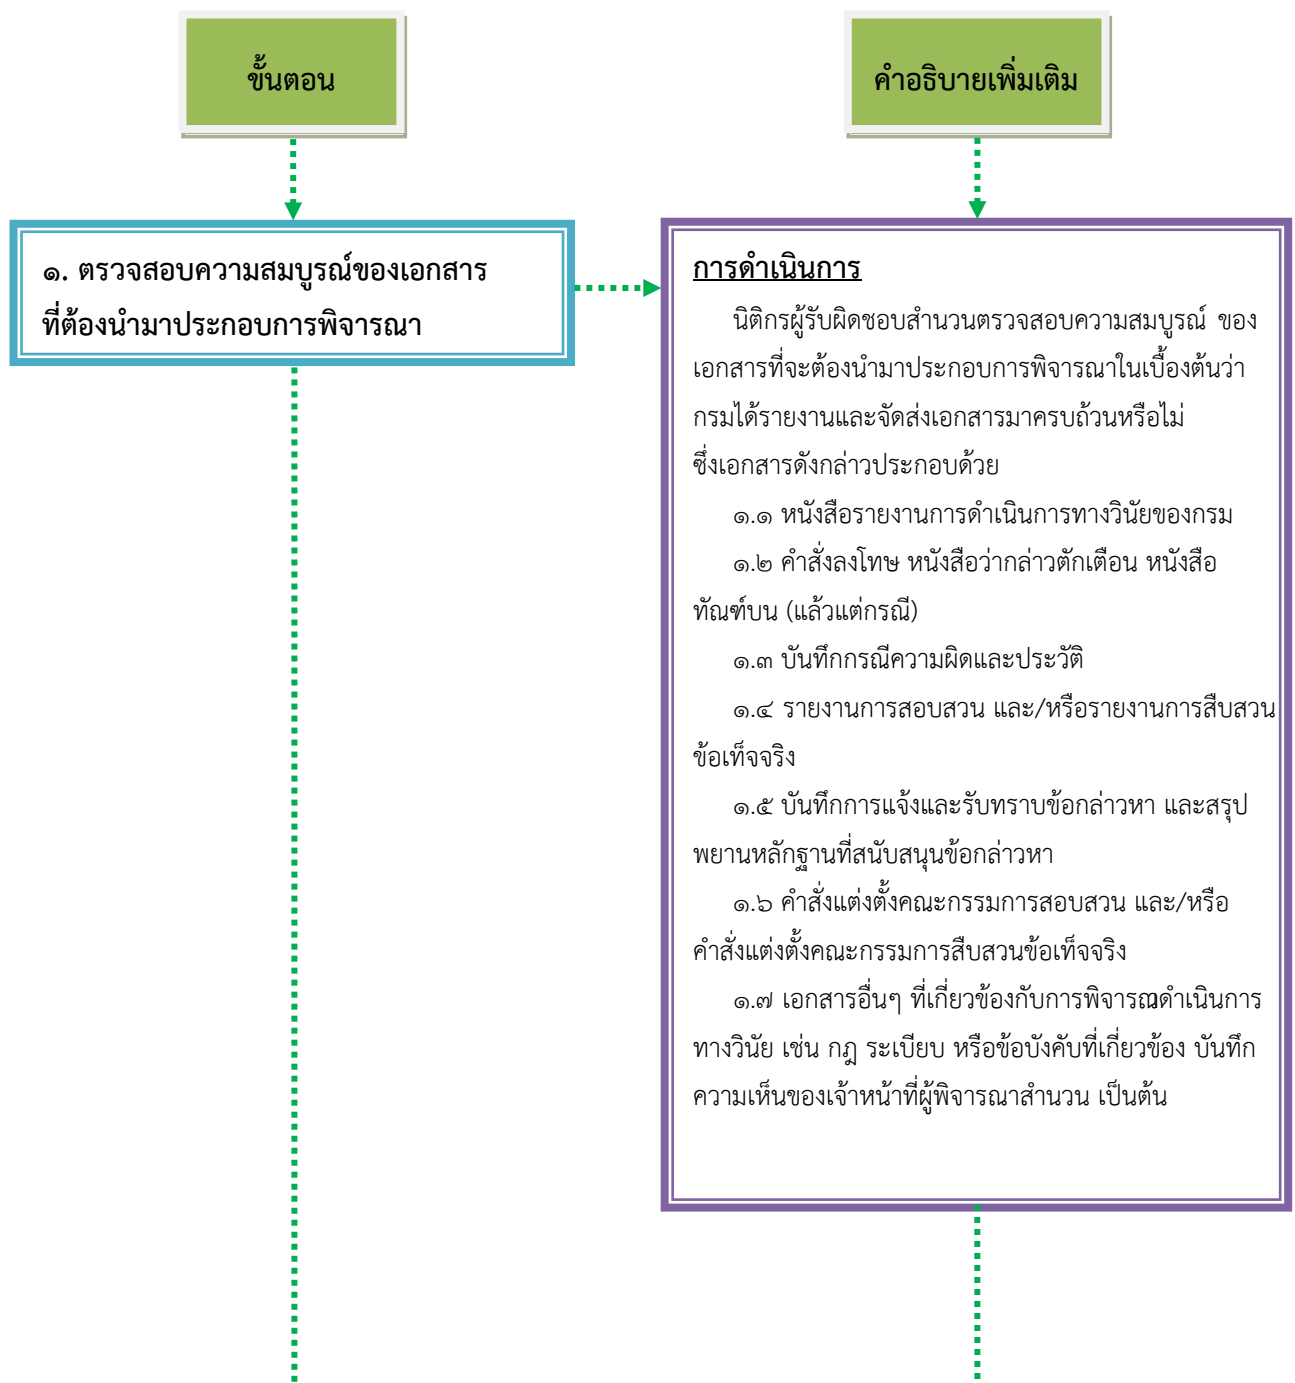 ขั้นตอน
คำอธิบายเพิ่มเติม
๑. ตรวจสอบความสมบูรณ์ของเอกสาร
ที่ต้องนำมาประกอบการพิจารณา
การดำเนินการ
นิติกรผู้รับผิดชอบสำนวนตรวจสอบความสมบูรณ์ ของ
เอกสารที่จะต้องนำมาประกอบการพิจารณาในเบื้องต้นว่า
กรมได้รายงานและจัดส่งเอกสารมาครบถ้วนหรือไม่
ซึ่งเอกสารดังกล่าวประกอบด้วย
๑.๑ หนังสือรายงานการดำเนินการทางวินัยของกรม
๑.๒ คำสั่งลงโทษ หนังสือว่ากล่าวตักเตือน หนังสือ
ทัณฑ์บน (แล้วแต่กรณี)
๑.๓ บันทึกกรณีความผิดและประวัติ
๑.๔ รายงานการสอบสวน และ/หรือรายงานการสืบสวน
ข้อเท็จจริง
๑.๕ บันทึกการแจ้งและรับทราบข้อกล่าวหา และสรุป
พยานหลักฐานที่สนับสนุนข้อกล่าวหา
๑.๖ คำสั่งแต่งตั้งคณะกรรมการสอบสวน และ/หรือ
คำสั่งแต่งตั้งคณะกรรมการสืบสวนข้อเท็จจริง
๑.๗ เอกสารอื่นๆ ที่เกี่ยวข้องกับการพิจารณาดำเนินการ
ทางวินัย เช่น กฎ ระเบียบ หรือข้อบังคับที่เกี่ยวข้อง บันทึก
ความเห็นของเจ้าหน้าที่ผู้พิจารณาสำนวน เป็นต้น